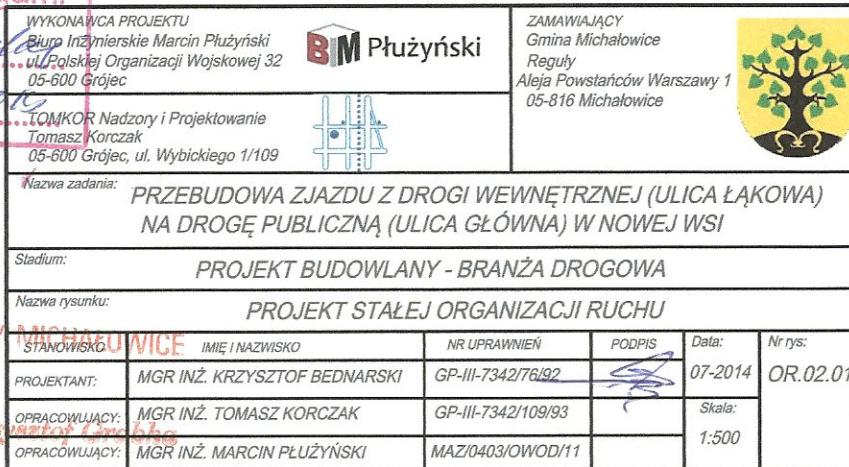 WYKONAWCA PROJEKTU
Biuro Inżynierskie Marcin Płużyński
ul. Polskiej Organizacji Wojskowej 32
05-600 Grójec
BIM Płużyński
ZAMAWIAJĄCY
Gmina Michałowice
Reguły
Aleja Powstańców Warszawy 1
05-816 Michałowice
TOMKOR Nadzory i Projektowanie
Tomasz Korczak
05-600 Grójec, ul. Wybickiego 1/109
Nazwa zadania:
PRZEBUDOWA ZJAZDU Z DROGI WEWNĘTRZNEJ (ULICA ŁĄKOWA)
NA DROGĘ PUBLICZNĄ (ULICA GŁÓWNA) W NOWEJ WSI
Stadium:
PROJEKT BUDOWLANY - BRANŻA DROGOWA
Nazwa rysunku:
PROJEKT STAŁEJ ORGANIZACJI RUCHU
MICHAŁOWICE
STANOWISKO IMIĘ I NAZWISKO NR UPRAWNIEŃ PODPIS Data: Nr rys:
PROJEKTANT: MGR INŻ. KRZYSZTOF BEDNARSKI GP-III-7342/76/92 07-2014 OR.02.01
OPRACOWUJĄCY: MGR INŻ. TOMASZ KORCZAK GP-III-7342/109/93 Skala:
1:500
OPRACOWUJĄCY: MGR INŻ. MARCIN PŁUŻYŃSKI MAZ/0403/OWOD/11